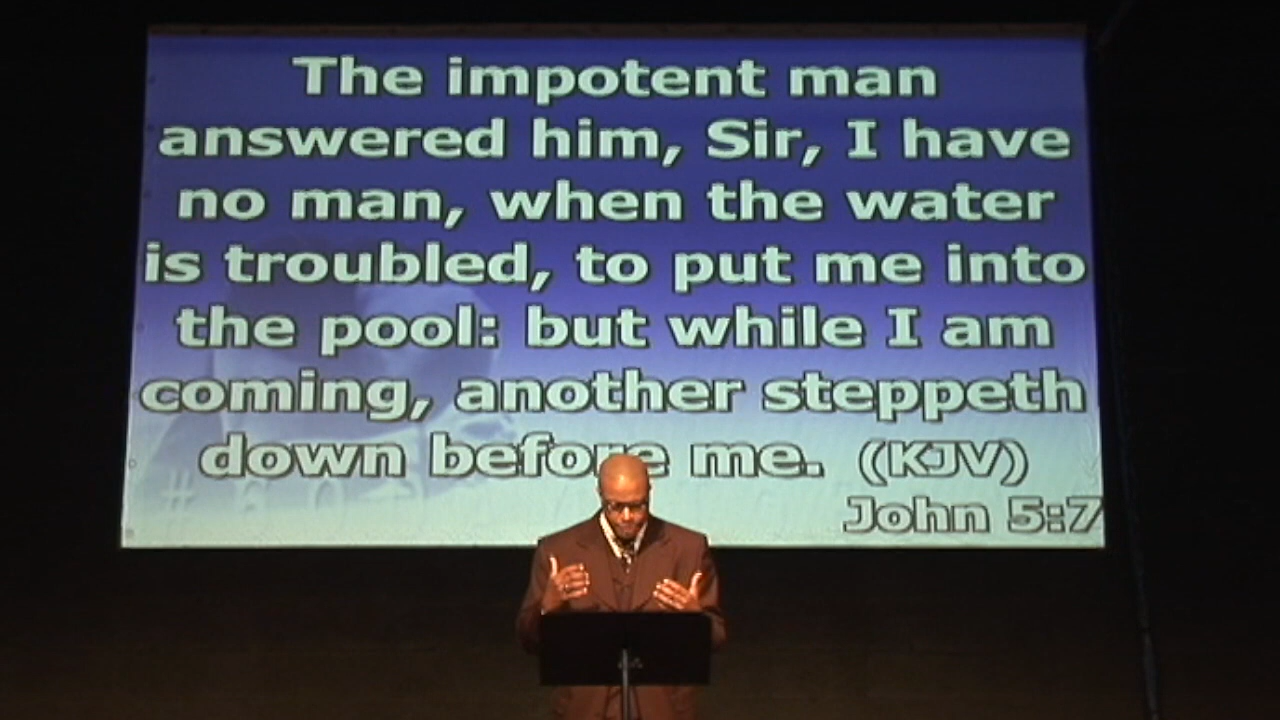 The impotent man
answered him, Sir, I have
no man, when the water
is troubled, to put me into
the pool: but while I am
coming, another steppeth
down before me. (KJV)
John 5:7